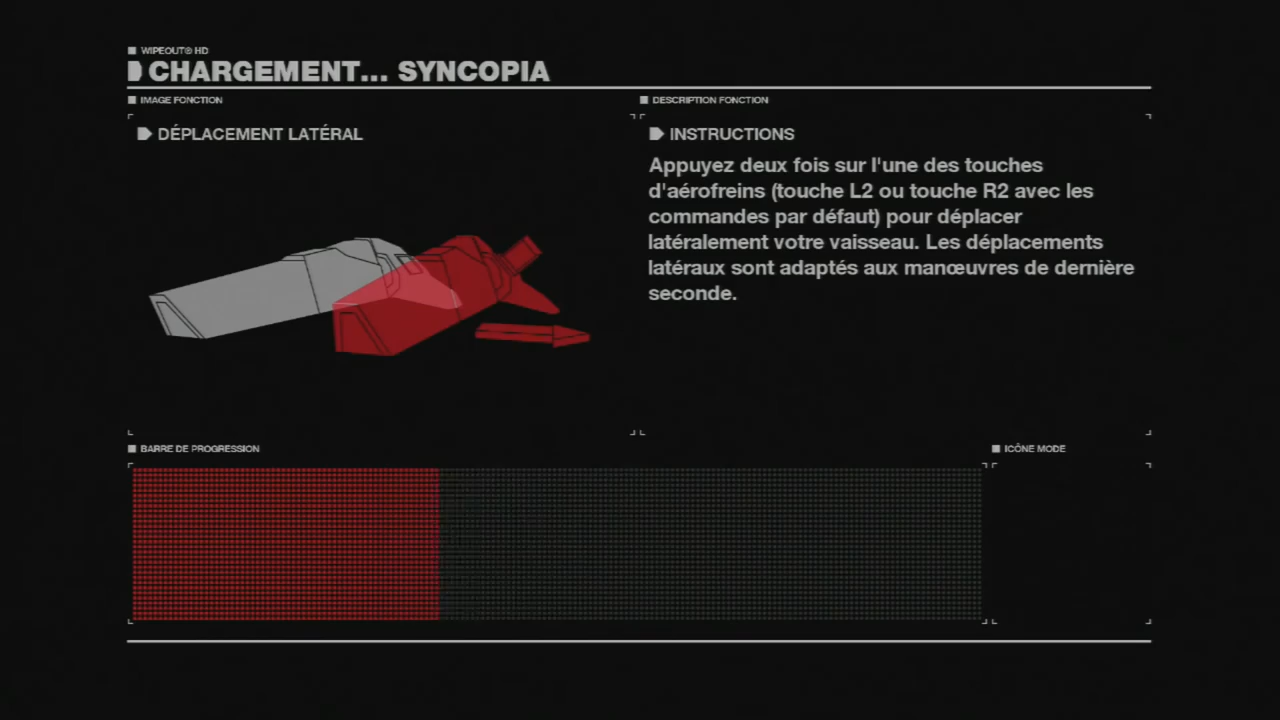 WIPEOUT® HD
CHARGEMENT... SYNCOPIA
IMAGE FONCTION
DÉPLACEMENT LATÉRAL
DESCRIPTION FONCTION
INSTRUCTIONS
Appuyez deux fois sur l'une des touches
d'aérofreins (touche L2 ou touche R2 avec les
commandes par défaut) pour déplacer
latéralement votre vaisseau. Les déplacements
latéraux sont adaptés aux manœuvres de dernière
seconde.
BARRE DE PROGRESSION
ICÔNE MODE